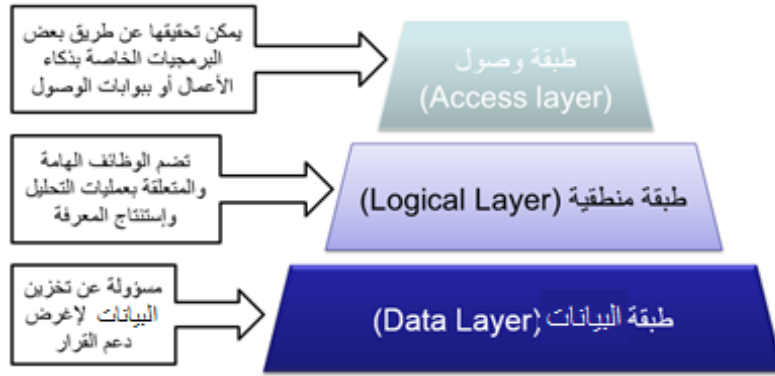 يمكن تحقيقها عن طريق بعض
البرمجيات الخاصة بذكاء
الأعمال أو ببوابات الوصول
طبقة وصول
(Access layer)
تضم الوظائف الهامة
والمتعلقة بعمليات التحليل
وإستنتاج المعرفة
طبقة منطقية (Logical Layer)
مسؤولة عن تخزين
البيانات لإغرض
دعم القرار
طبقة البيانات (Data Layer)